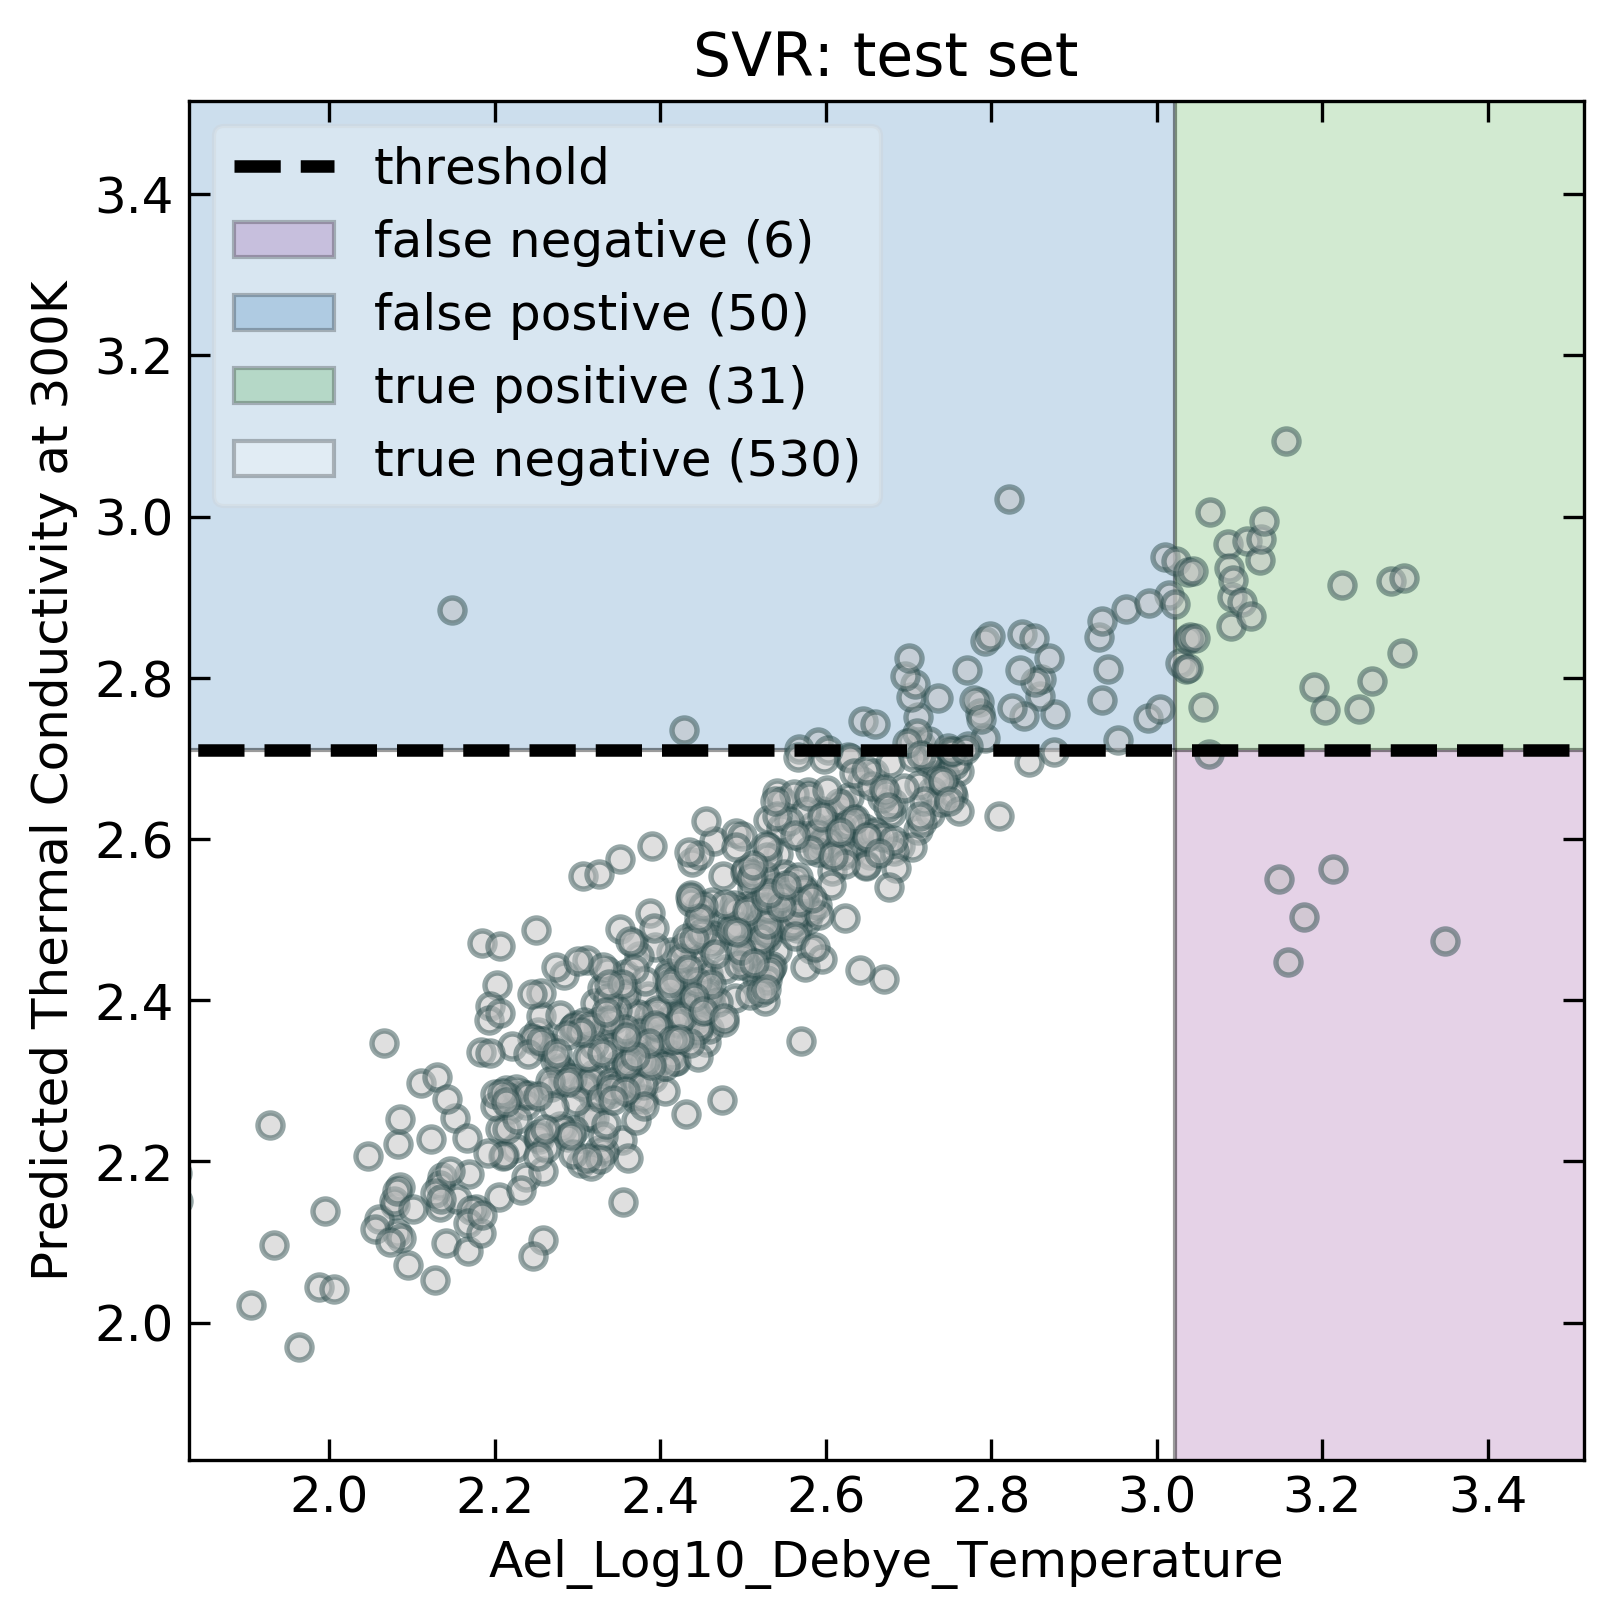 SVR: test set
threshold
false negative (6)
false postive (50)
true positive (31)
true negative (530)
Predicted Thermal Conductivity at 300K
3.4
3.2
3.0
2.8
2.6
2.4
2.2
2.0
2.0 2.2 2.4 2.6 2.8 3.0 3.2 3.4
Ael_Log10_Debye_Temperature